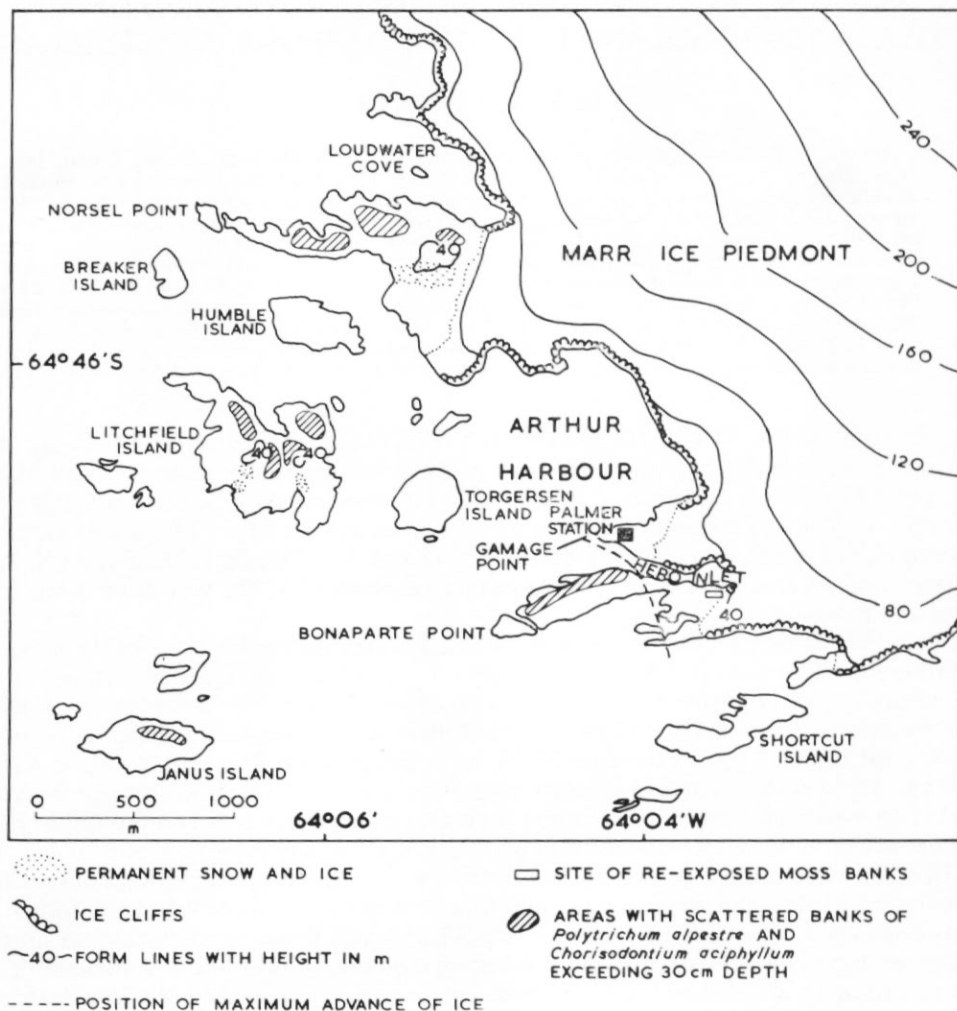 LOUDWATER
COVE
NORSEL POINT
40
BREAKER
ISLAND
HUMBLE
ISLAND
MARR ICE PIEDMONT
240
200
160
120
80
64°46'S
LITCHFIELD
ISLAND
40
40
ARTHUR
HARBOUR
TORGERSEN
ISLAND
PALMER
STATION
GAMAGE
POINT
HERO INLET
40
BONAPARTE POINT
SHORTCUT
ISLAND
JANUS ISLAND
0 500 1000
m
64°06'
64°04'W
PERMANENT SNOW AND ICE
ICE CLIFFS
~40~ FORM LINES WITH HEIGHT IN m
POSITION OF MAXIMUM ADVANCE OF ICE
SITE OF RE-EXPOSED MOSS BANKS
AREAS WITH SCATTERED BANKS OF
Polytrichum alpestre AND
Chorisodontium aciphyllum
EXCEEDING 30 cm DEPTH